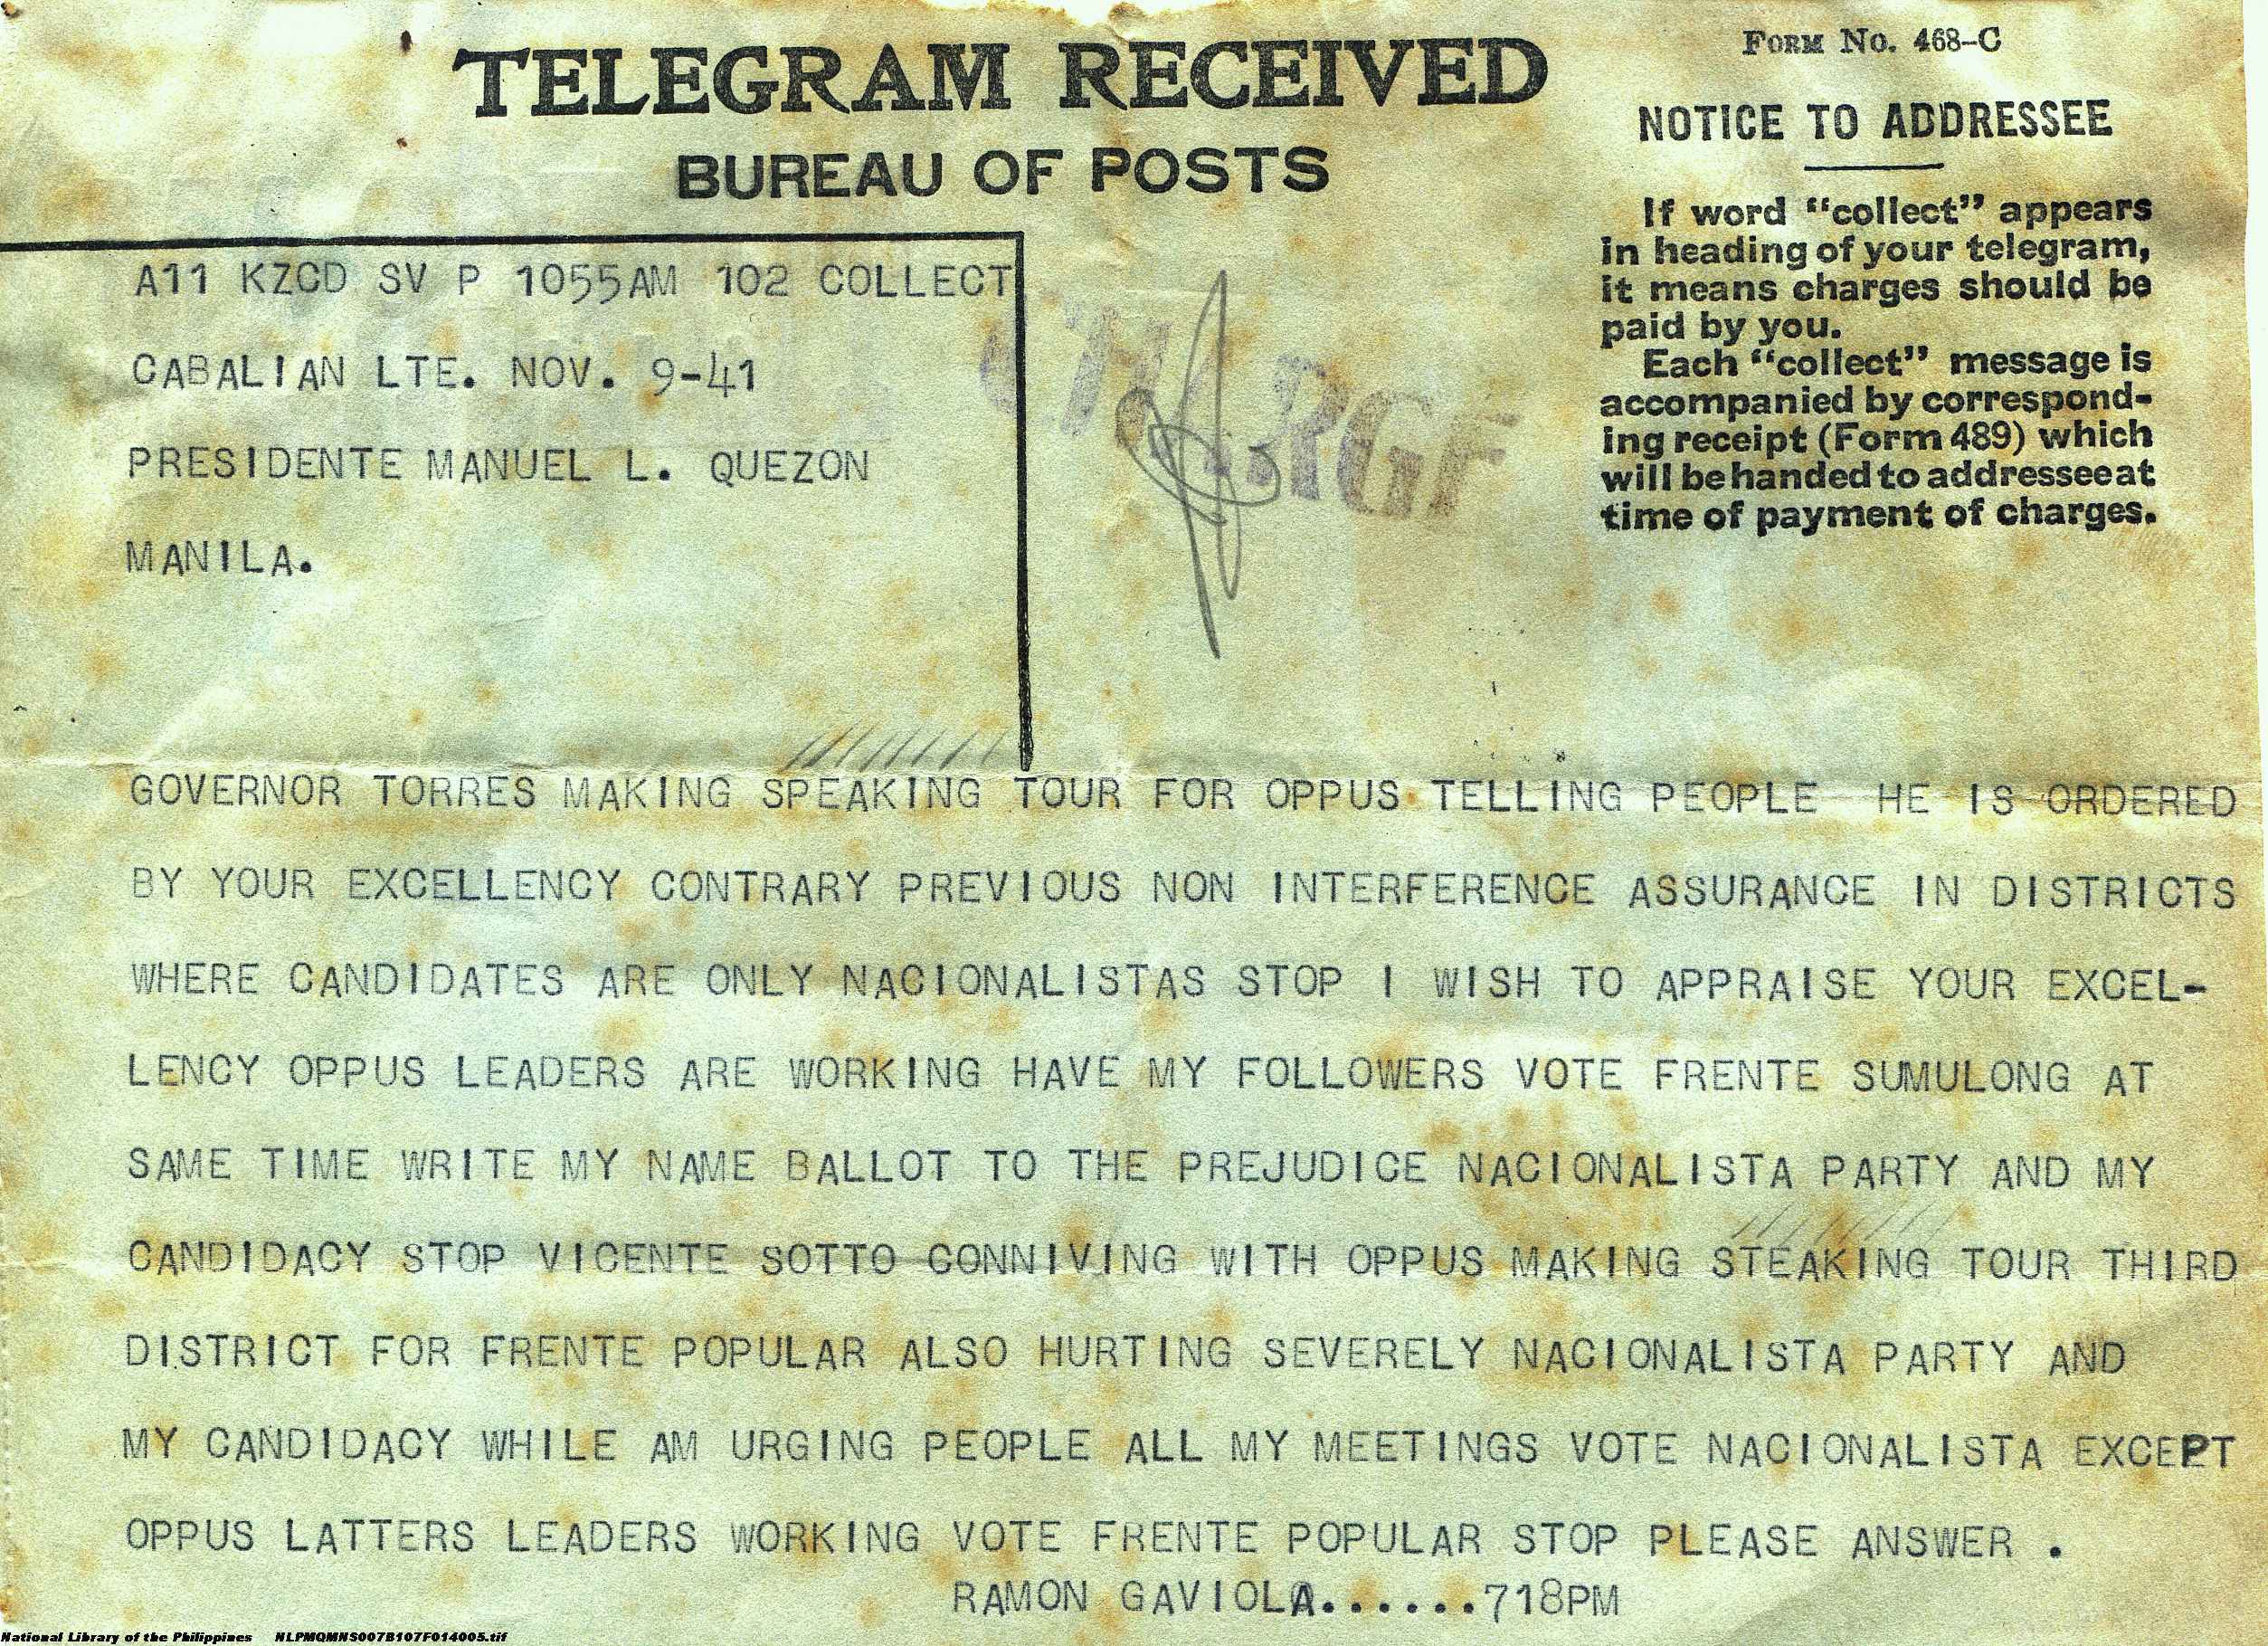 FORM No. 468-C
TELEGRAM RECEIVED
BUREAU OF POSTS
NOTICE TO ADDRESSEE
If word “collect” appears
in heading of your telegram,
it means charges should be
paid by you.
Each “collect” message is
accompanied by correspond-
ing receipt (Form 489) which
will be handed to addressee at
time of payment of charges.
CHARGE
A11 KZCD SV P 1055AM 102 COLLECT
CABALIAN LTE. NOV. 9-41
PRESIDENTE MANUEL L. QUEZON
MANILA.
GOVERNOR TORRES MAKING SPEAKING TOUR FOR OPPUS TELLING PEOPLE HE IS ORDERED
BY YOUR EXCELLENCY CONTRARY PREVIOUS NON INTERFERENCE ASSURANCE IN DISTRICTS
WHERE CANDIDATES ARE ONLY NACIONALISTAS STOP I WISH TO APPRAISE YOUR EXCEL-
LENCY OPPUS LEADERS ARE WORKING HAVE MY FOLLOWERS VOTE FRENTE SUMULONG AT
SAME TIME WRITE MY NAME BALLOT TO THE PREJUDICE NACIONALISTA PARTY AND MY
CANDIDACY STOP VICENTE SOTTO CONNIVING WITH OPPUS MAKING STEAKING TOUR THIRD
DISTRICT FOR FRENTE POPULAR ALSO HURTING SEVERELY NACIONALISTA PARTY AND
MY CANDIDACY WHILE AM URGING PEOPLE ALL MY MEETINGS VOTE NACIONALISTA EXCEPT
OPPUS LATTERS LEADERS WORKING VOTE FRENTE POPULAR STOP PLEASE ANSWER .
RAMON GAVIOLA.......718PM
National Library of the Philippines NLPMQMNS007B107F014005.tif